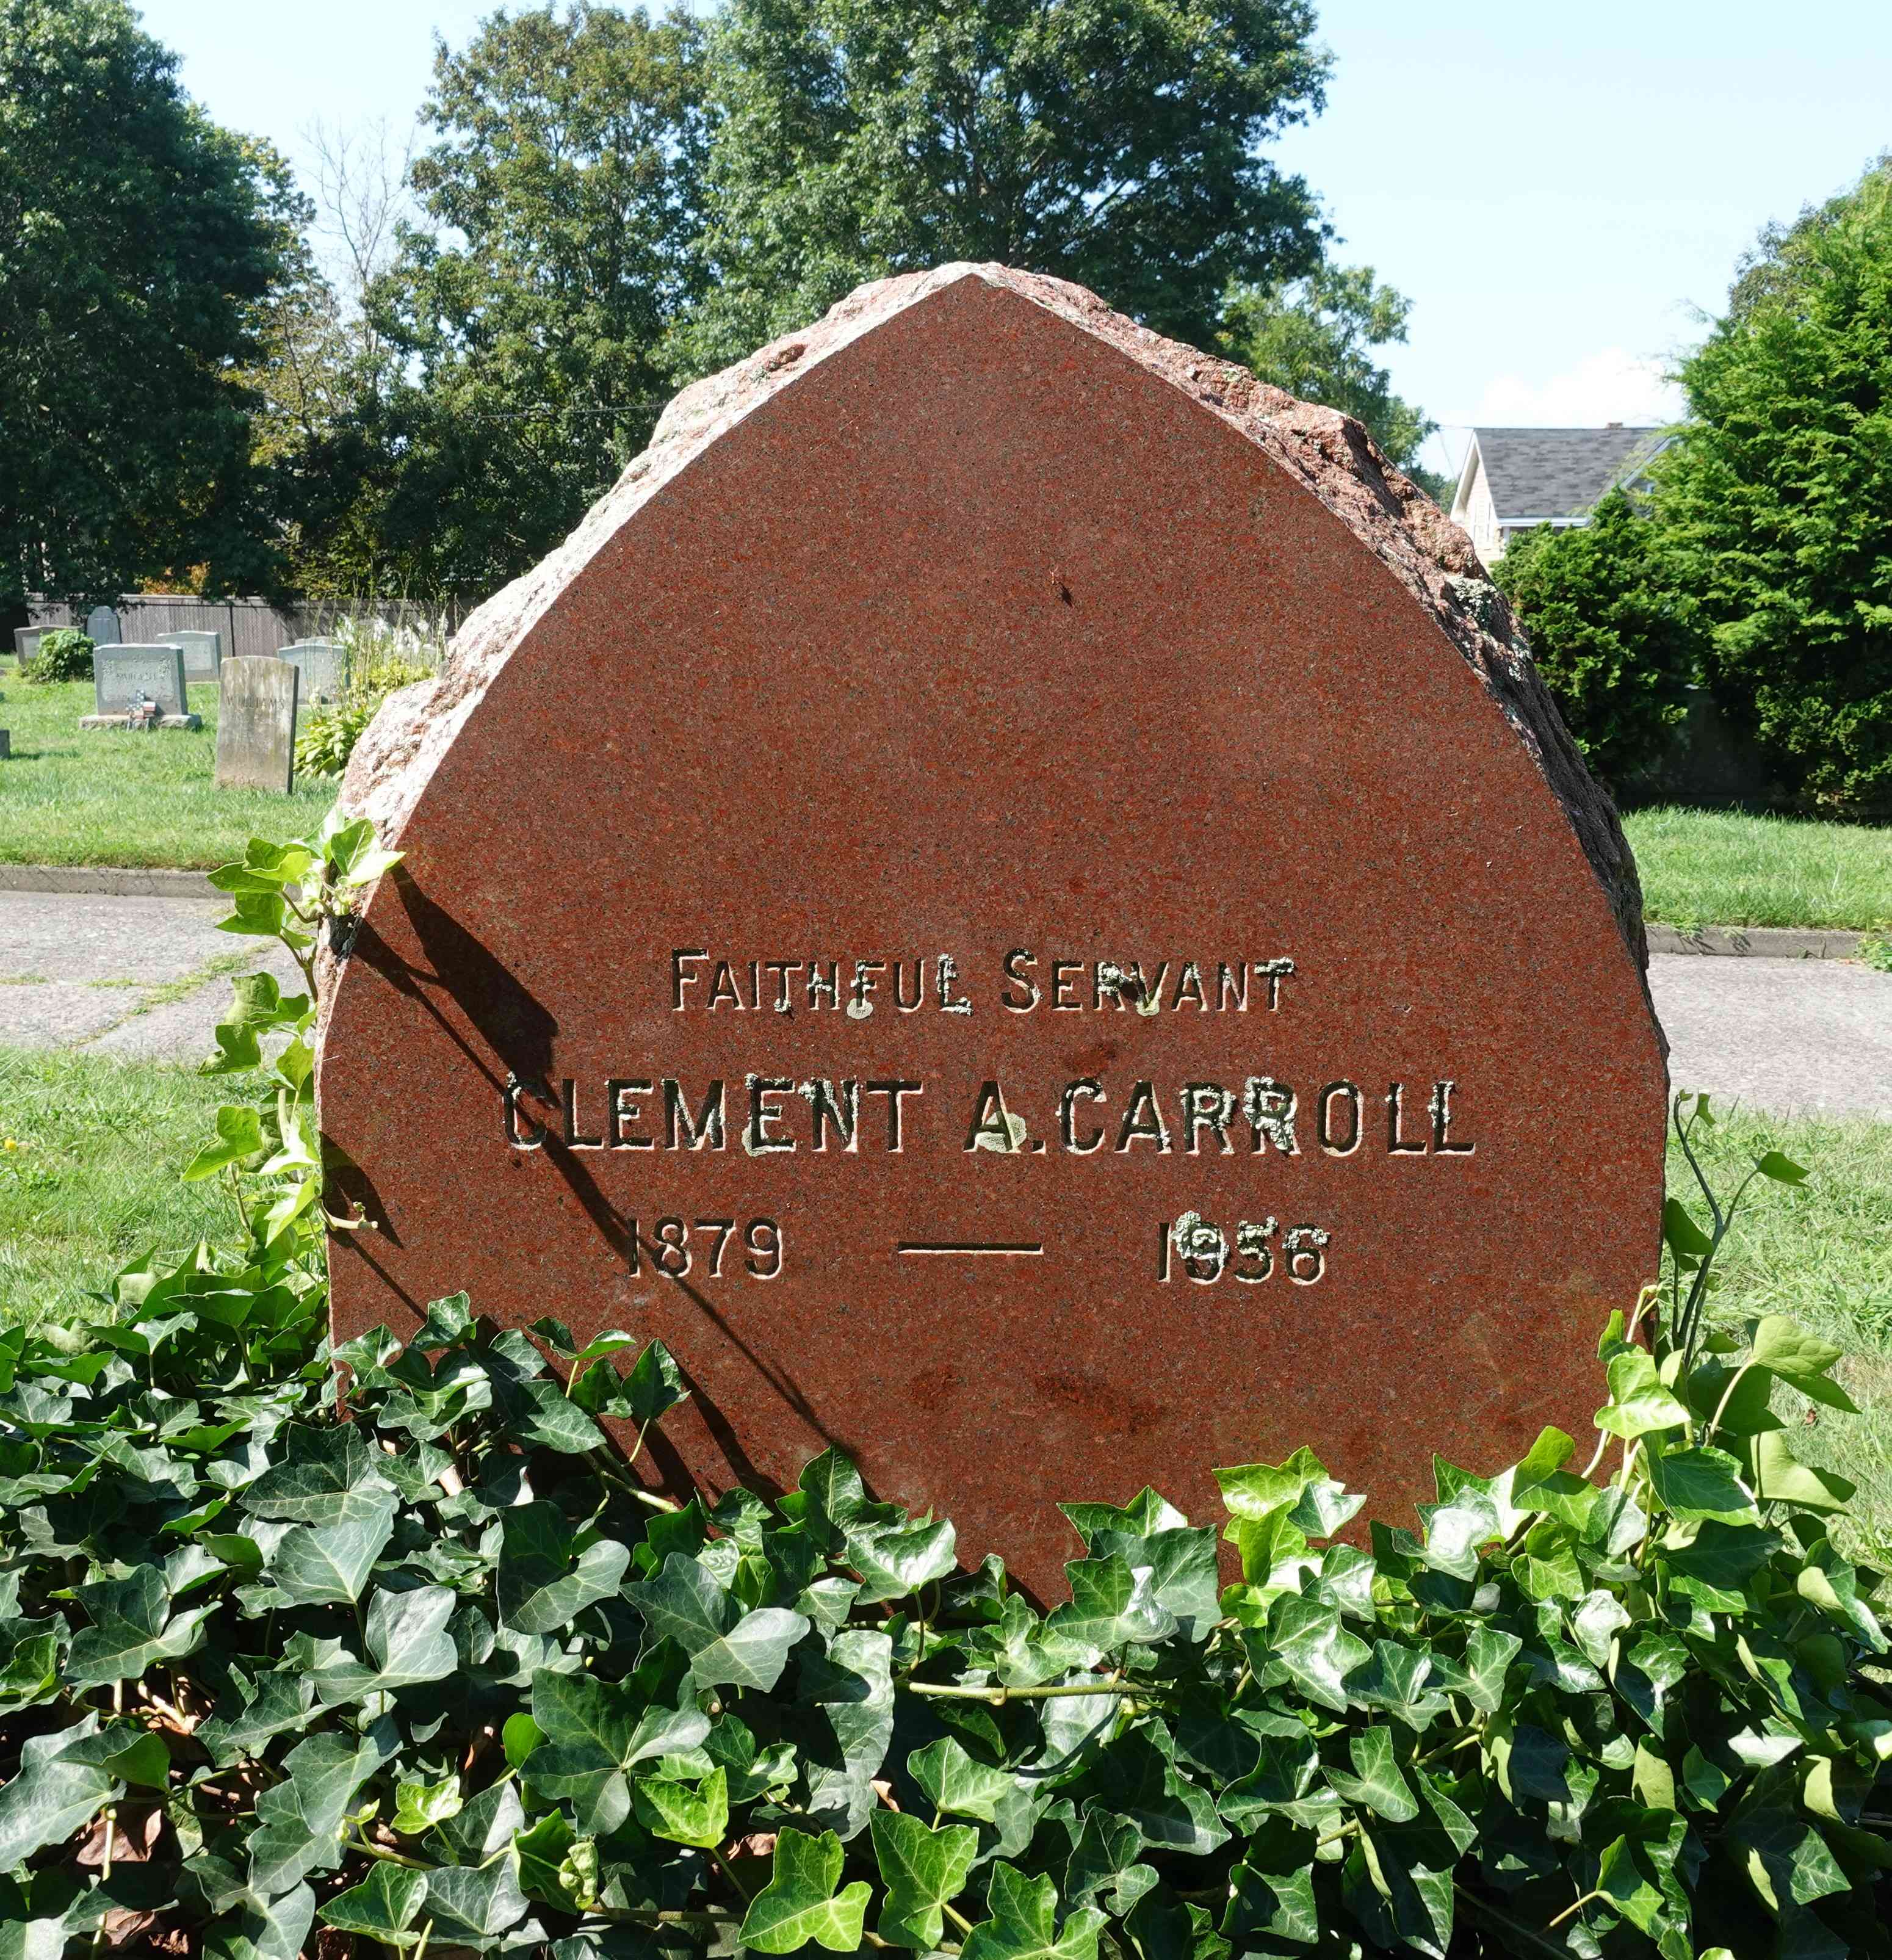 FAITHFUL SERVANT
CLEMENT A. CARROLL
1879 — 1956